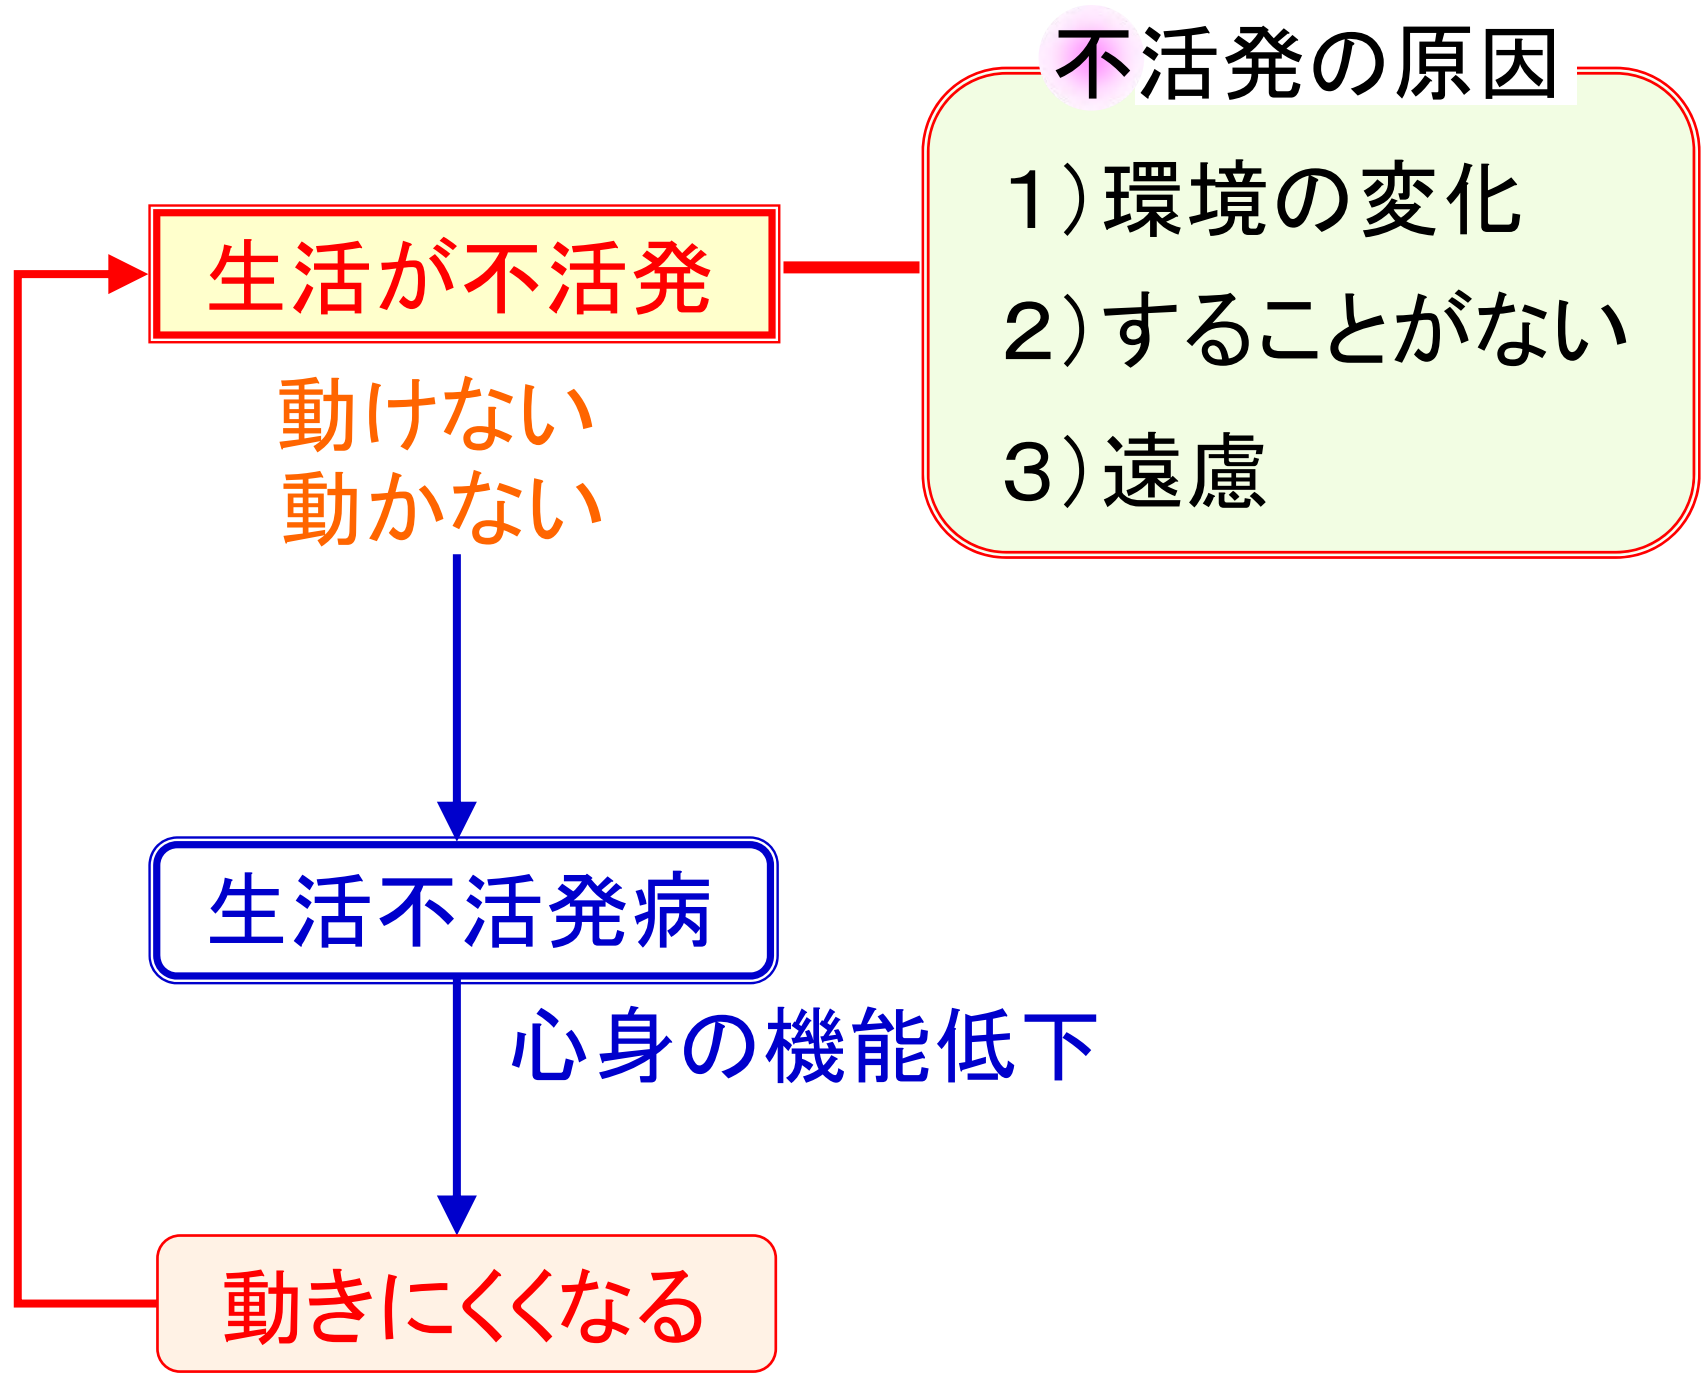 不活発の原因
１）環境の変化
２）することがない
３）遠慮
生活が不活発
動けない
動かない
生活不活発病
心身の機能低下
動きにくくなる